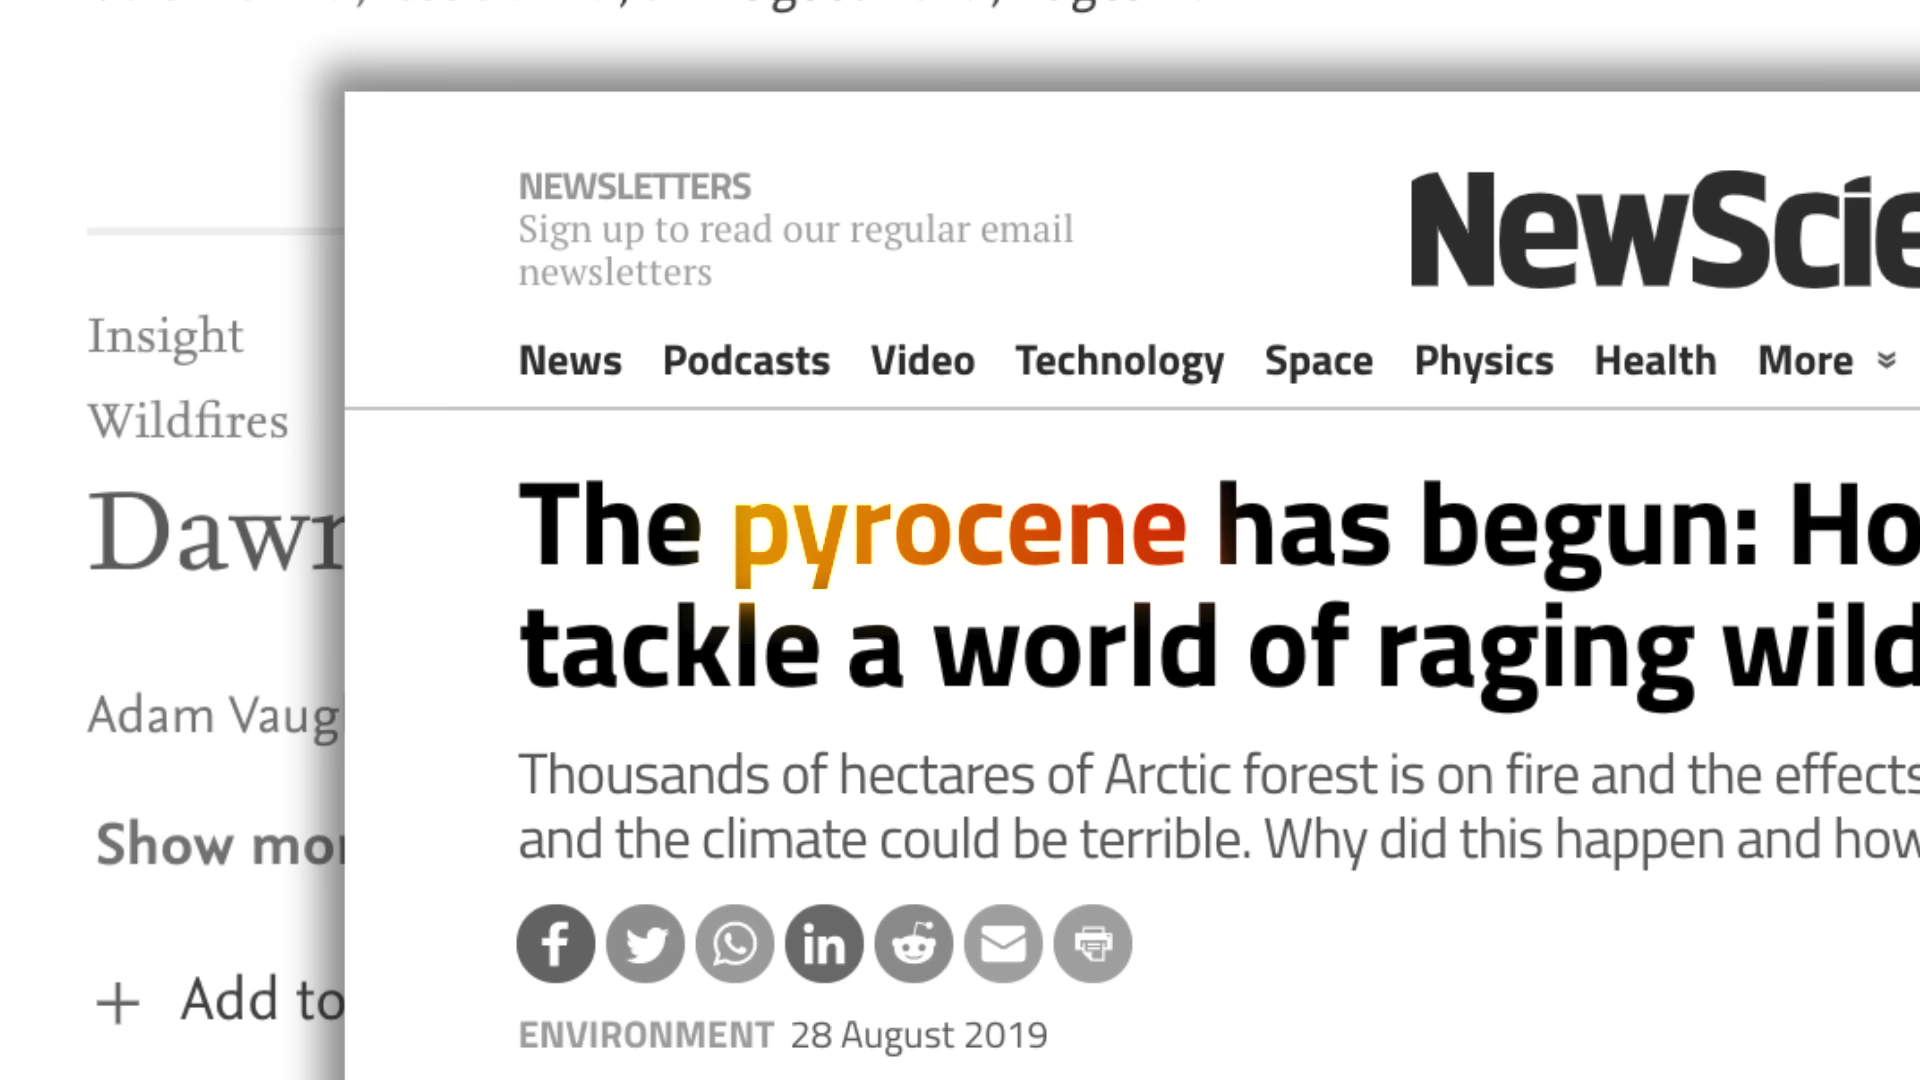 Insight
Wildfires
Dawn
Adam Vaug
Show mor
+ Add to
NEWSLETTERS
Sign up to read our regular email
newsletters
NewScie
News Podcasts Video Technology Space Physics Health More
The pyrocene has begun: Ho
tackle a world of raging wild
Thousands of hectares of Arctic forest is on fire and the effects
and the climate could be terrible. Why did this happen and how
ENVIRONMENT 28 August 2019